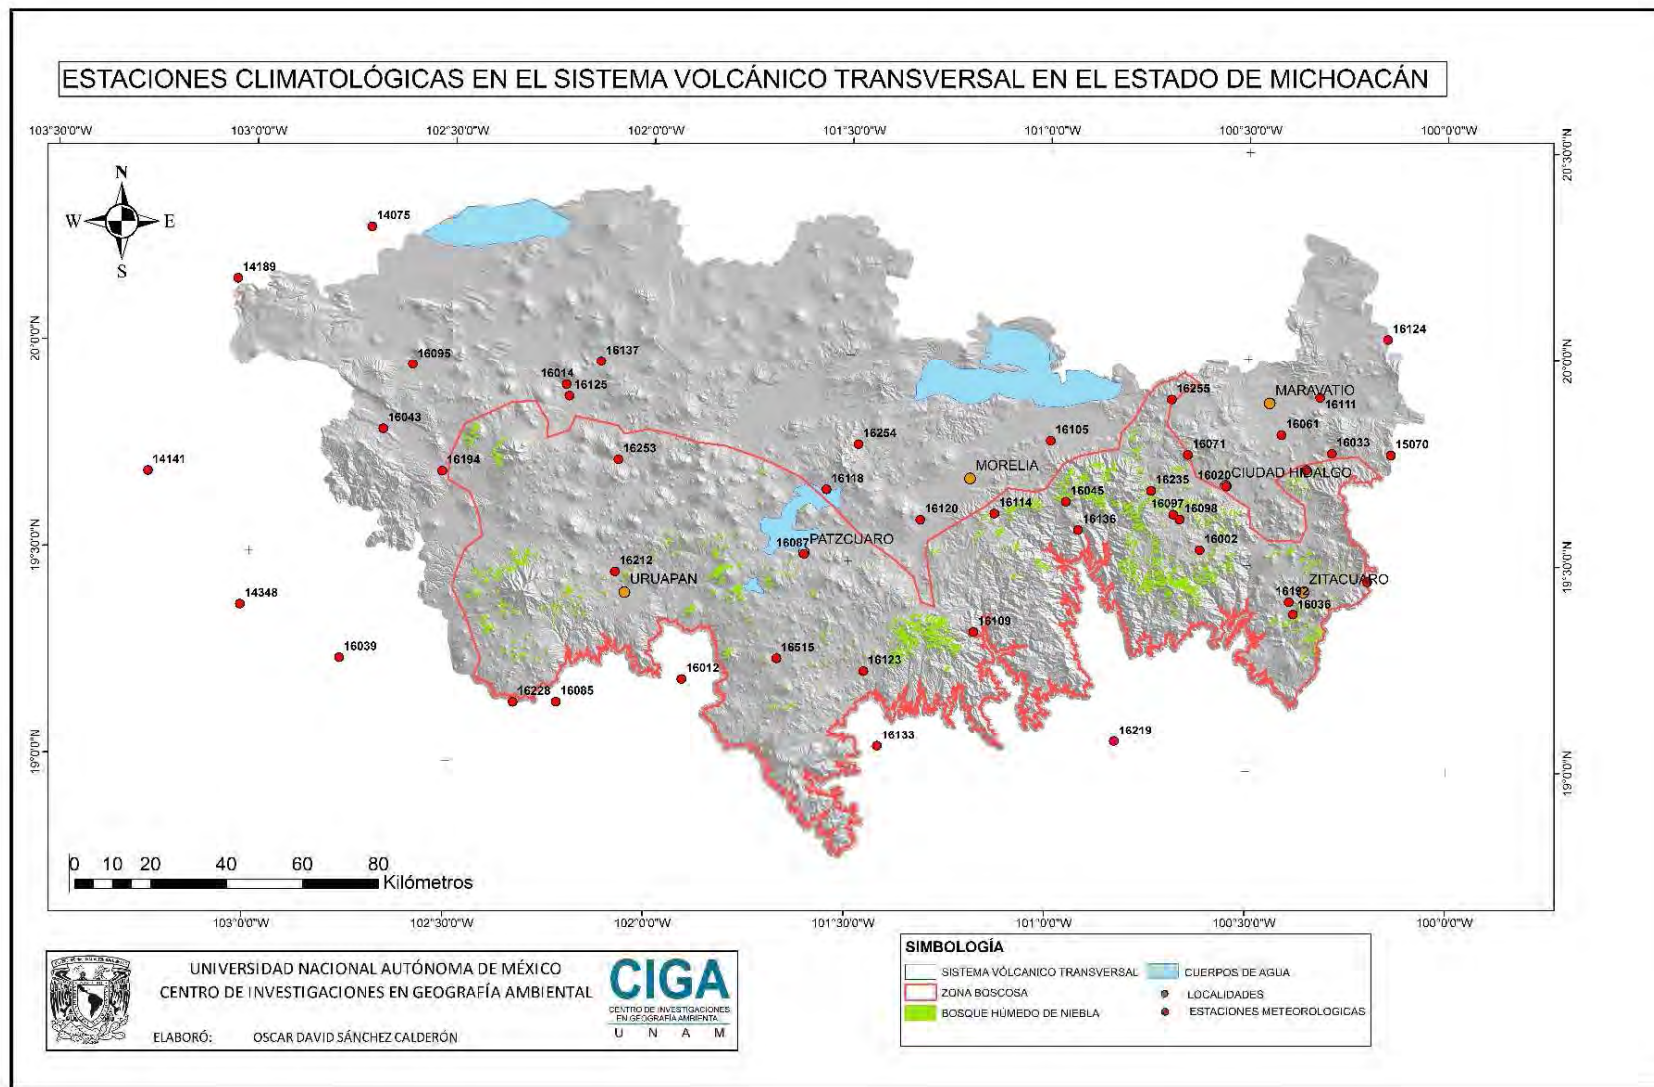 ESTACIONES CLIMATOLÓGICAS EN EL SISTEMA VOLCÁNICO TRANSVERSAL EN EL ESTADO DE MICHOACÁN
103°30'0"W 103°0'0"W 102°30'0"W 102°0'0"W 101°30'0"W 101°0'0"W 100°30'0"W 100°0'0"W
20°30'0"N
N
W E
S
14075
14189
16124
20°0'0"N
20°0'0"N
16095
16137
16014
16125
16255
MARAVATIO
16111
16043
16253
16254
16105
16061
16071
16033
15070
14141
16194
16118
MORELIA
16020
CIUDAD HIDALGO
16235
16045
16120
16114
16097
16098
16136
19°30'0"N
16087
PATZCUARO
16002
19°30'0"N
16212
URUAPAN
ZITACUARO
14348
16192
16036
16109
16039
16515
16123
16012
16228
16085
16219
16133
19°0'0"N
19°0'0"N
0 10 20 40 60 80
Kilómetros
103°0'0"W 102°30'0"W 102°0'0"W 101°30'0"W 101°0'0"W 100°30'0"W 100°0'0"W
UNIVERSIDAD NACIONAL AUTÓNOMA DE MÉXICO
CENTRO DE INVESTIGACIONES EN GEOGRAFÍA AMBIENTAL
ELABORÓ: OSCAR DAVID SÁNCHEZ CALDERÓN
CIGA
CENTRO DE INVESTIGACIONES
EN GEOGRAFÍA AMBIENTAL
U N A M
SIMBOLOGÍA
SISTEMA VÓLCANICO TRANSVERSAL
ZONA BOSCOSA
BOSQUE HÚMEDO DE NIEBLA
CUERPOS DE AGUA
LOCALIDADES
ESTACIONES METEOROLOGICAS